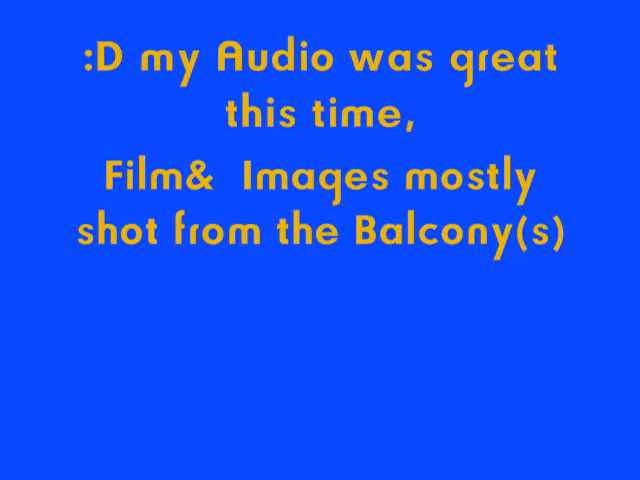 :D my Audio was great
this time,
Film&  Images mostly
shot from the Balcony(s)